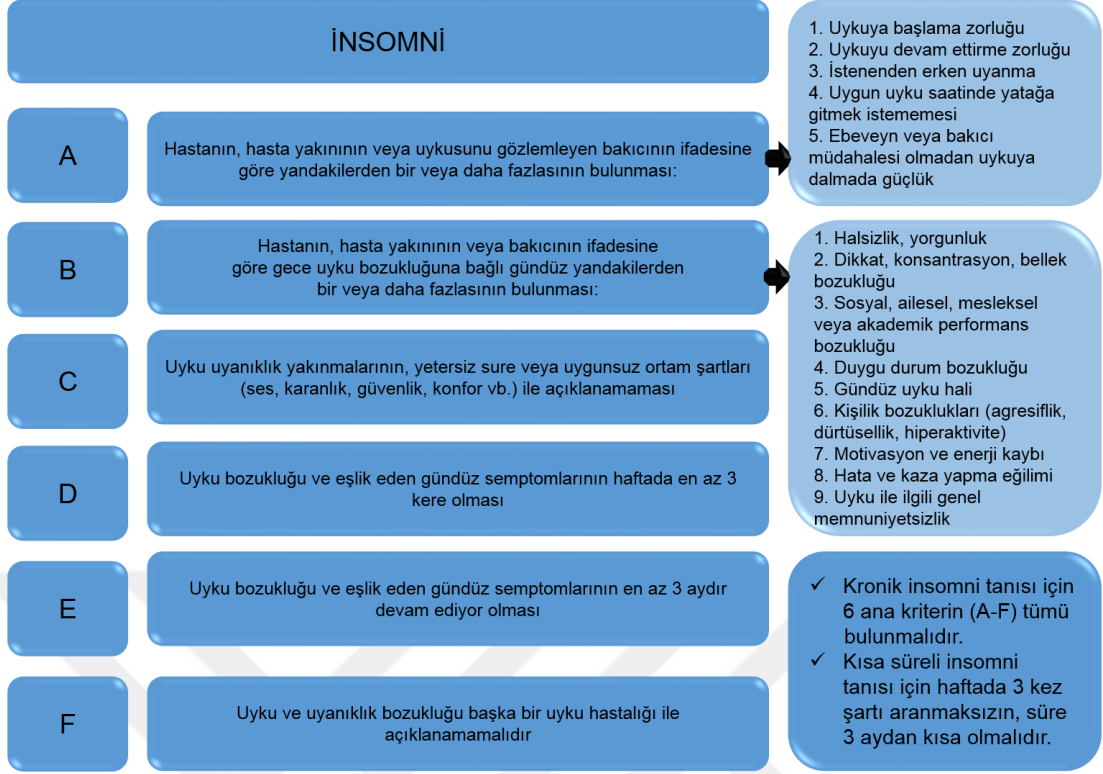 İNSOMNİ
A
Hastanın, hasta yakınının veya uykusunu gözlemleyen bakıcının ifadesine
göre yandakilerden bir veya daha fazlasının bulunması:
1. Uykuya başlama zorluğu
2. Uykuyu devam ettirme zorluğu
3. İstenenden erken uyanma
4. Uygun uyku saatinde yatağa
gitmek istememesi
5. Ebeveyn veya bakıcı
müdahalesi olmadan uykuya
dalmada güçlük
B
Hastanın, hasta yakınının veya bakıcının ifadesine
göre gece uyku bozukluğuna bağlı gündüz yandakilerden
bir veya daha fazlasının bulunması:
1. Halsizlik, yorgunluk
2. Dikkat, konsantrasyon, bellek
bozukluğu
3. Sosyal, ailesel, mesleksel
veya akademik performans
bozukluğu
4. Duygu durum bozukluğu
5. Gündüz uyku hali
6. Kişilik bozuklukları (agresiflik,
dürtüsellik, hiperaktivite)
7. Motivasyon ve enerji kaybı
8. Hata ve kaza yapma eğilimi
9. Uyku ile ilgili genel
memnuniyetsizlik
C
Uyku uyanıklık yakınmalarının, yetersiz sure veya uygunsuz ortam şartları
(ses, karanlık, güvenlik, konfor vb.) ile açıklanamaması
D
Uyku bozukluğu ve eşlik eden gündüz semptomlarının haftada en az 3
kere olması
E
Uyku bozukluğu ve eşlik eden gündüz semptomlarının en az 3 aydır
devam ediyor olması
F
Uyku ve uyanıklık bozukluğu başka bir uyku hastalığı ile
açıklanamamalıdır
✓ Kronik insomni tanısı için
6 ana kriterin (A-F) tümü
bulunmalıdır.
✓ Kısa süreli insomni
tanısı için haftada 3 kez
şartı aranmaksızın, süre
3 aydan kısa olmalıdır.